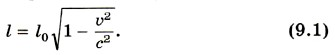 l = l₀√(1 − v²/c²). (9.1)